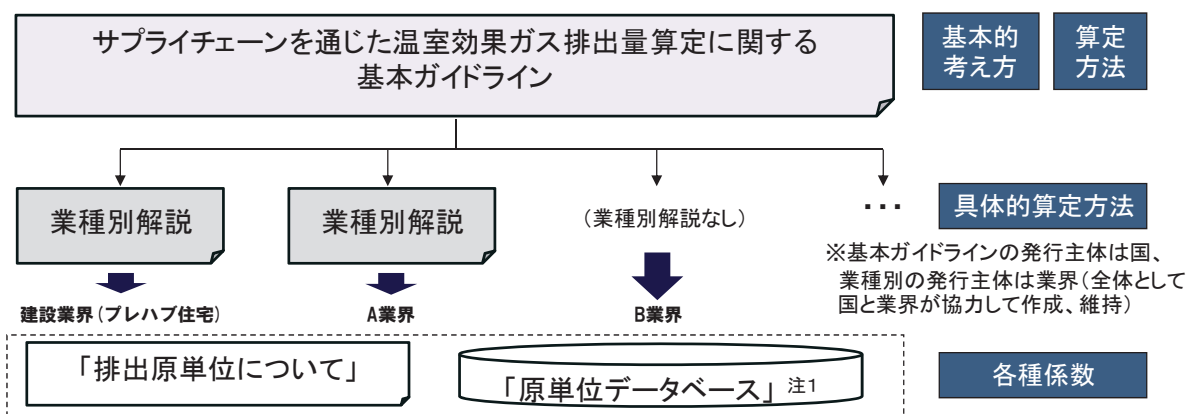 サプライチェーンを通じた温室効果ガス排出量算定に関する
基本ガイドライン
基本的
考え方
算定
方法
業種別解説
業種別解説
(業種別解説なし)
・・・
具体的算定方法
※基本ガイドラインの発行主体は国、
業種別の発行主体は業界(全体として
国と業界が協力して作成、維持)
建設業界(プレハブ住宅)
A業界
B業界
「排出原単位について」
「原単位データベース」 注1
各種係数